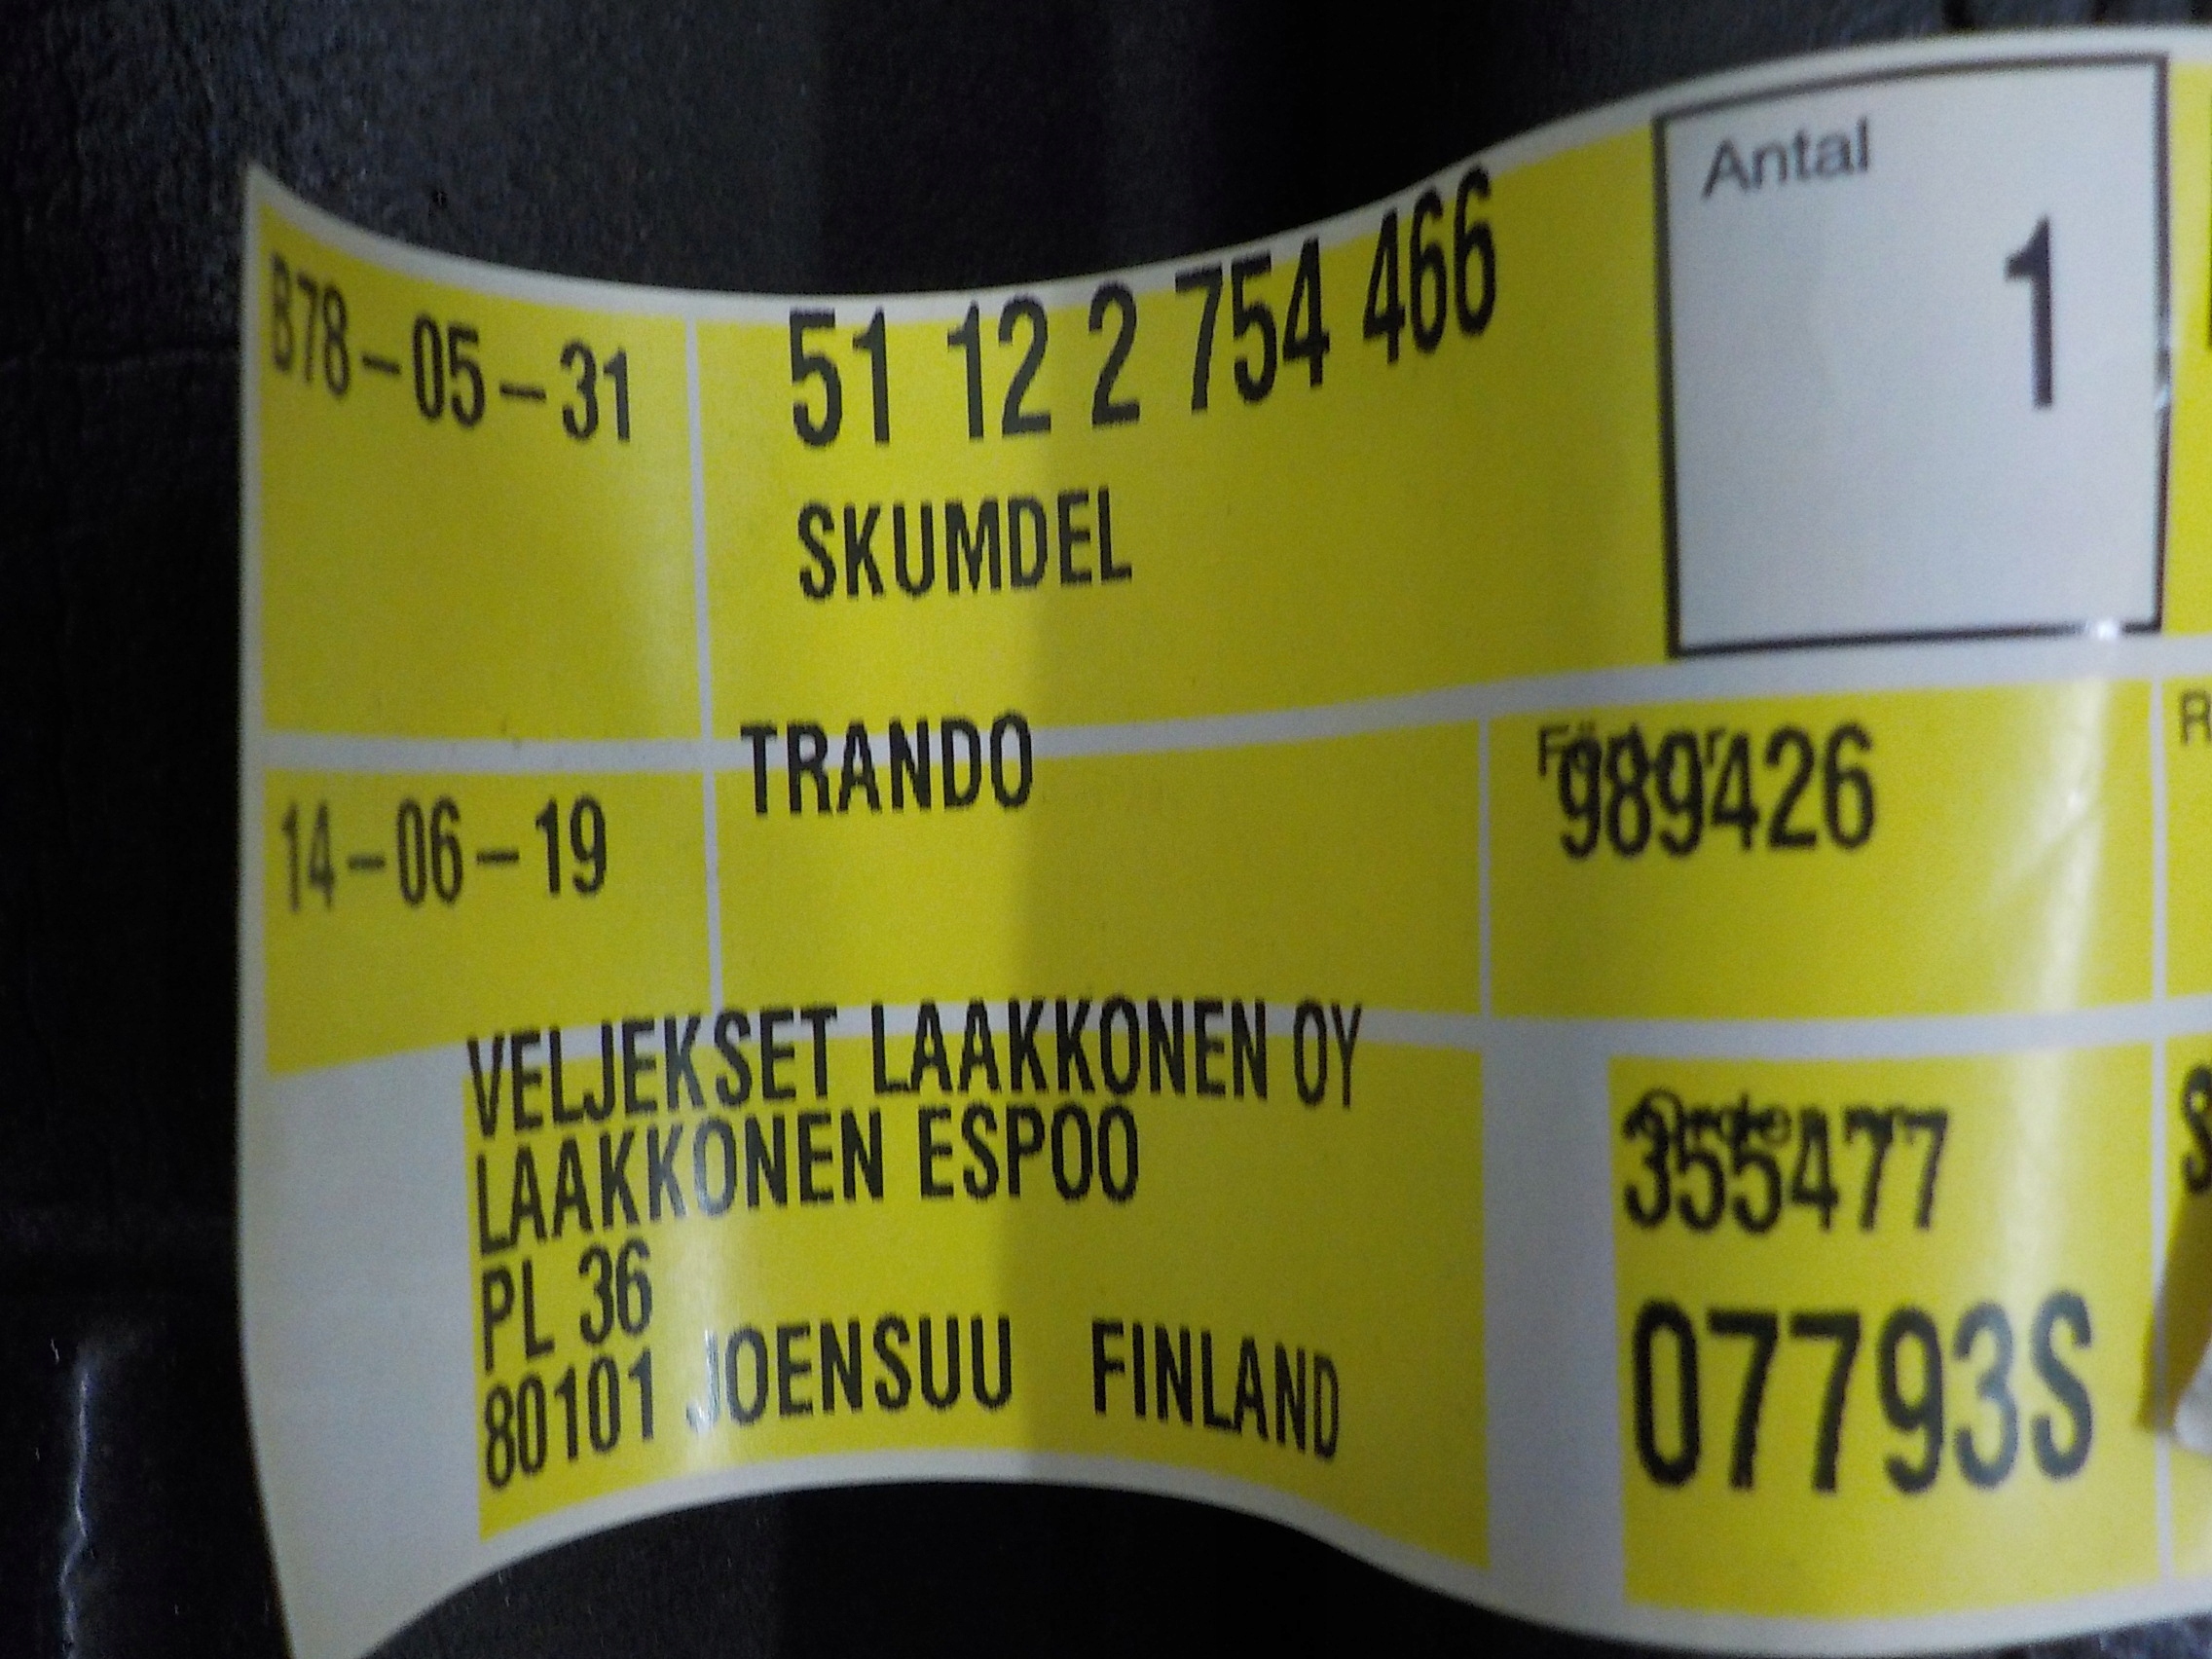 B78-05-31
51 12 2 754 466
Antal
1
SKUMDEL
TRANDO
14-06-19
989426
R
VELJEKSET LAAKKONEN OY
LAAKKONEN ESPOO
PL 36
80101 JOENSUU FINLAND
355477
07793S